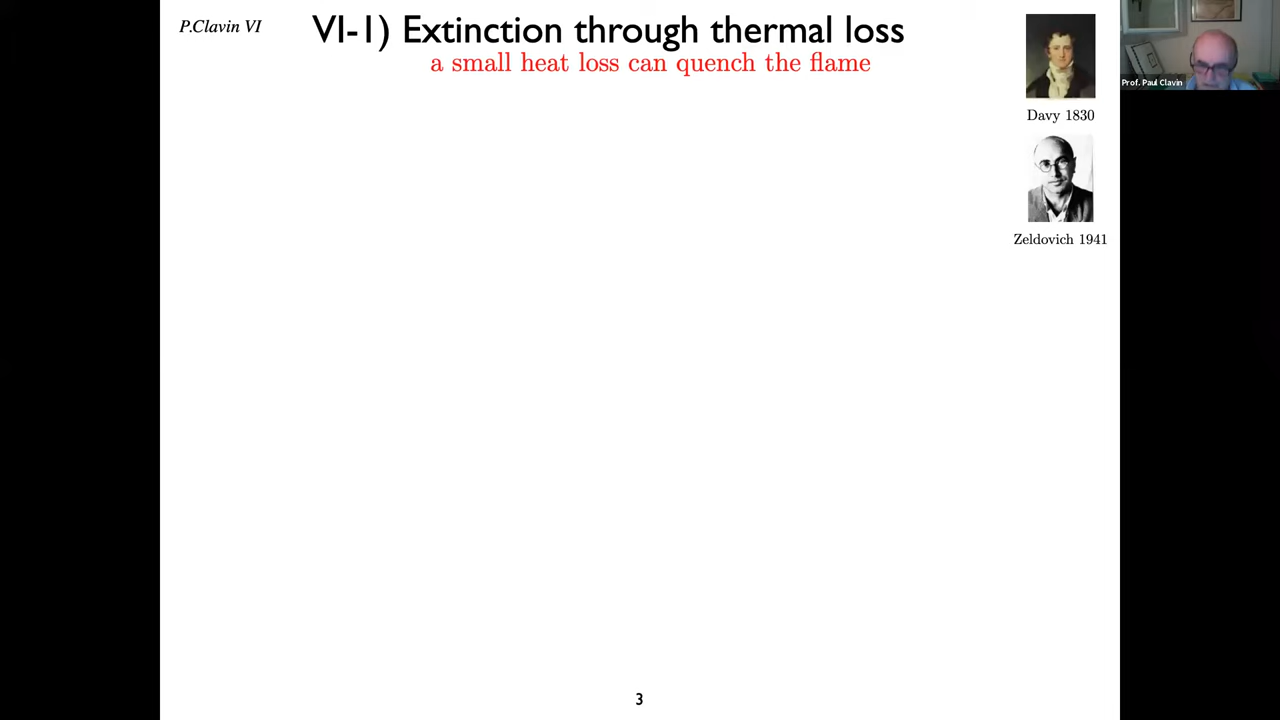 P.Clavin VI
VI-1) Extinction through thermal loss
a small heat loss can quench the flame
Davy 1830
Zeldovich 1941
Prof. Paul Clavin
3